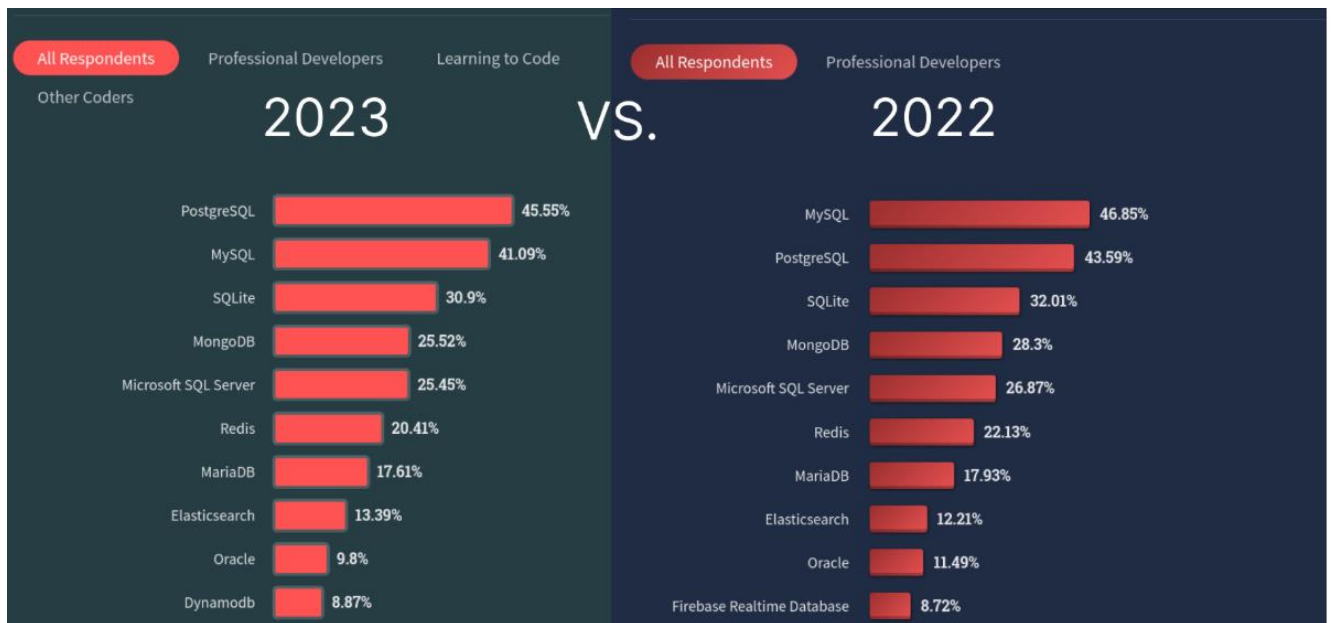 All Respondents Professional Developers Learning to Code
Other Coders
2023
PostgreSQL 45.55%
MySQL 41.09%
SQLite 30.9%
MongoDB 25.52%
Microsoft SQL Server 25.45%
Redis 20.41%
MariaDB 17.61%
Elasticsearch 13.39%
Oracle 9.8%
Dynamodb 8.87%
VS.
All Respondents Professional Developers
2022
MySQL 46.85%
PostgreSQL 43.59%
SQLite 32.01%
MongoDB 28.3%
Microsoft SQL Server 26.87%
Redis 22.13%
MariaDB 17.93%
Elasticsearch 12.21%
Oracle 11.49%
Firebase Realtime Database 8.72%